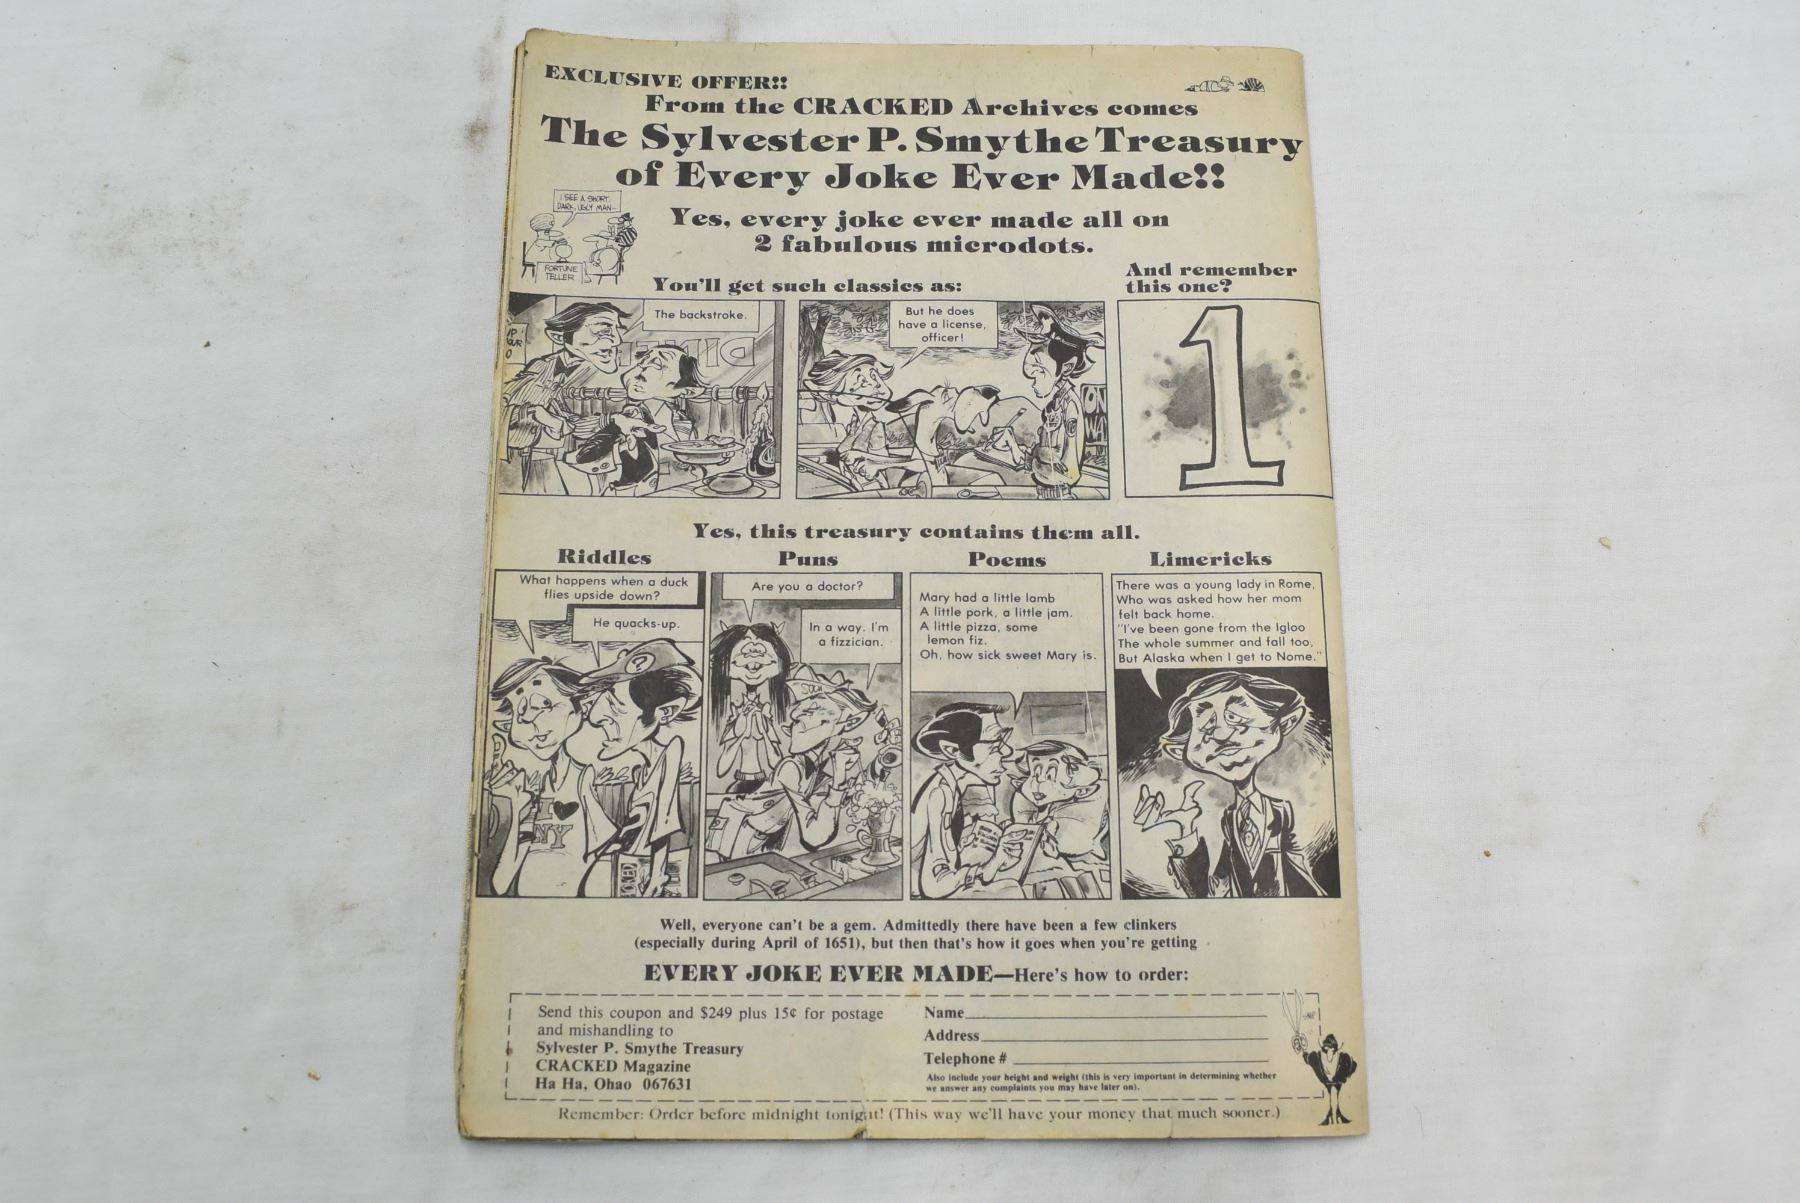 EXCLUSIVE OFFER!!
From the CRACKED Archives comes
The Sylvester P. Smythe Treasury
of Every Joke Ever Made!!
I SEE A SHORT,
DARK, UGLY MAN-
FORTUNE
TELLER
Yes, every joke ever made all on
2 fabulous microdots.
You'll get such classics as:
And remember
this one?
The backstroke.
But he does
have a license,
officer!
1
Yes, this treasury contains them all.
Riddles
What happens when a duck
flies upside down?
He quacks-up.
?
I ♥
NY
Puns
Are you a doctor?
In a way. I'm
a fizzician.
SODA
Poems
Mary had a little lamb
A little pork, a little jam.
A little pizza, some
lemon fiz.
Oh, how sick sweet Mary is.
Limericks
There was a young lady in Rome,
Who was asked how her mom
felt back home.
"I've been gone from the Igloo
The whole summer and fall too,
But Alaska when I get to Nome."
Well, everyone can't be a gem. Admittedly there have been a few clinkers
(especially during April of 1651), but then that's how it goes when you're getting
EVERY JOKE EVER MADE—Here's how to order:
Send this coupon and $249 plus 15¢ for postage
and mishandling to
Sylvester P. Smythe Treasury
CRACKED Magazine
Ha Ha, Ohao 067631
Name
Address
Telephone #
Also include your height and weight (this is very important in determining whether
we answer any complaints you may have later on).
Remember: Order before midnight tonight! (This way we'll have your money that much sooner.)